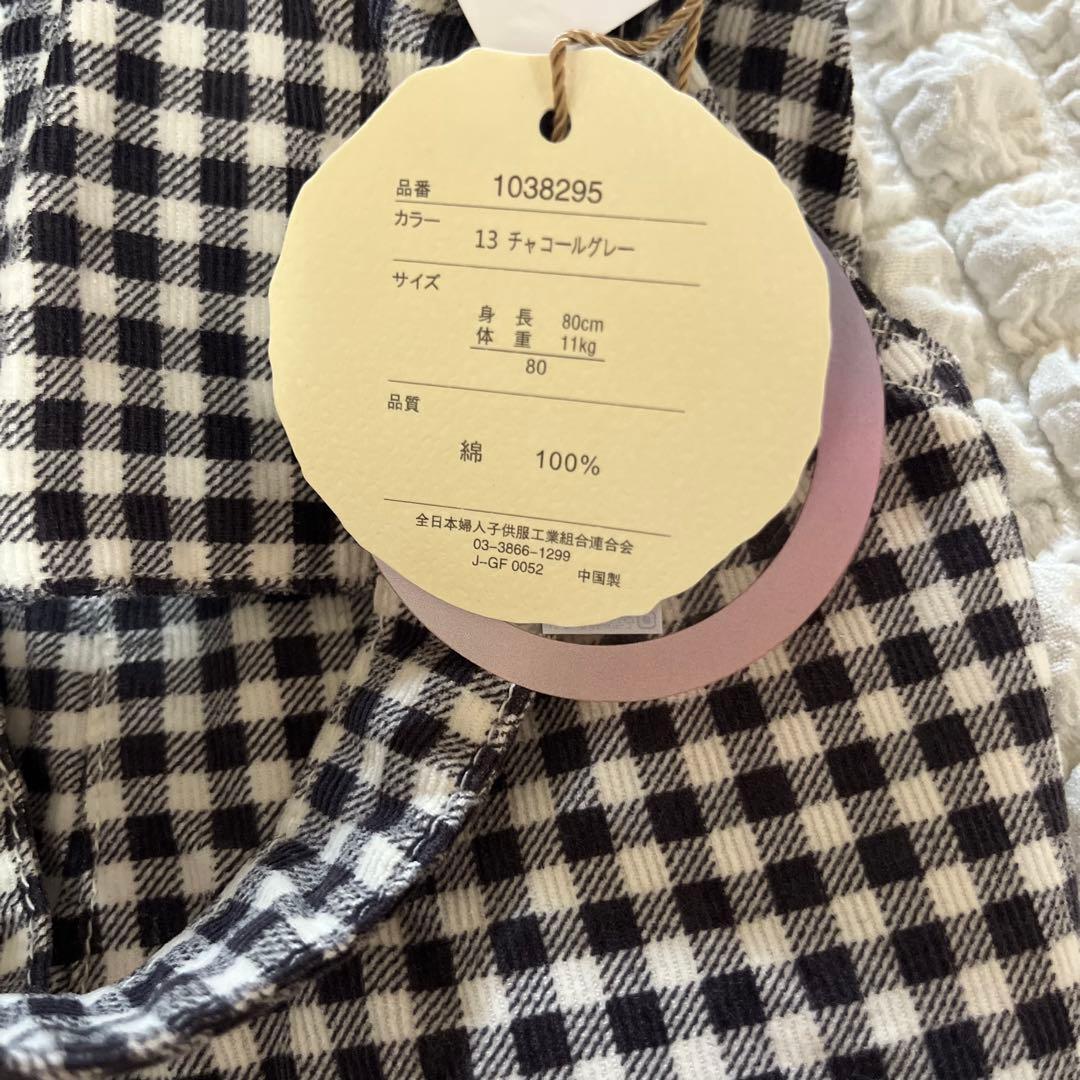 品番 1038295
カラー
13 チャコールグレー
サイズ
身 長 80cm
体 重 11kg
80
品質
綿 100%
全日本婦人子供服工業組合連合会
03-3866-1299
J-GF 0052 中国製